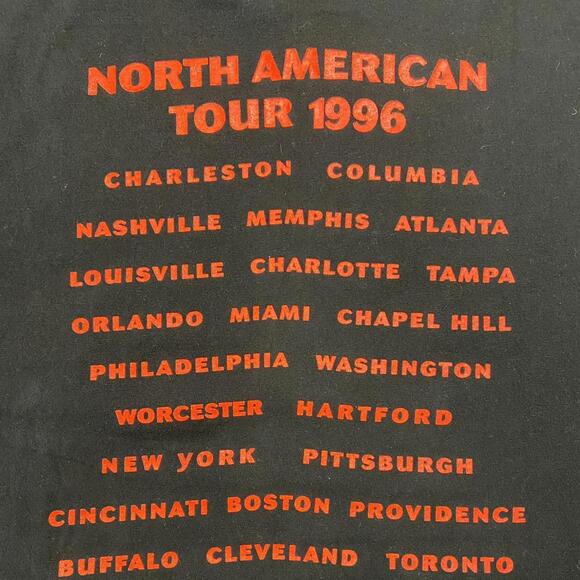 NORTH AMERICAN
TOUR 1996
CHARLESTON COLUMBIA
NASHVILLE MEMPHIS ATLANTA
LOUISVILLE CHARLOTTE TAMPA
ORLANDO MIAMI CHAPEL HILL
PHILADELPHIA WASHINGTON
WORCESTER HARTFORD
NEW yORK PITTSBURGH
CINCINNATI BOSTON PROVIDENCE
BUFFALO CLEVELAND TORONTO